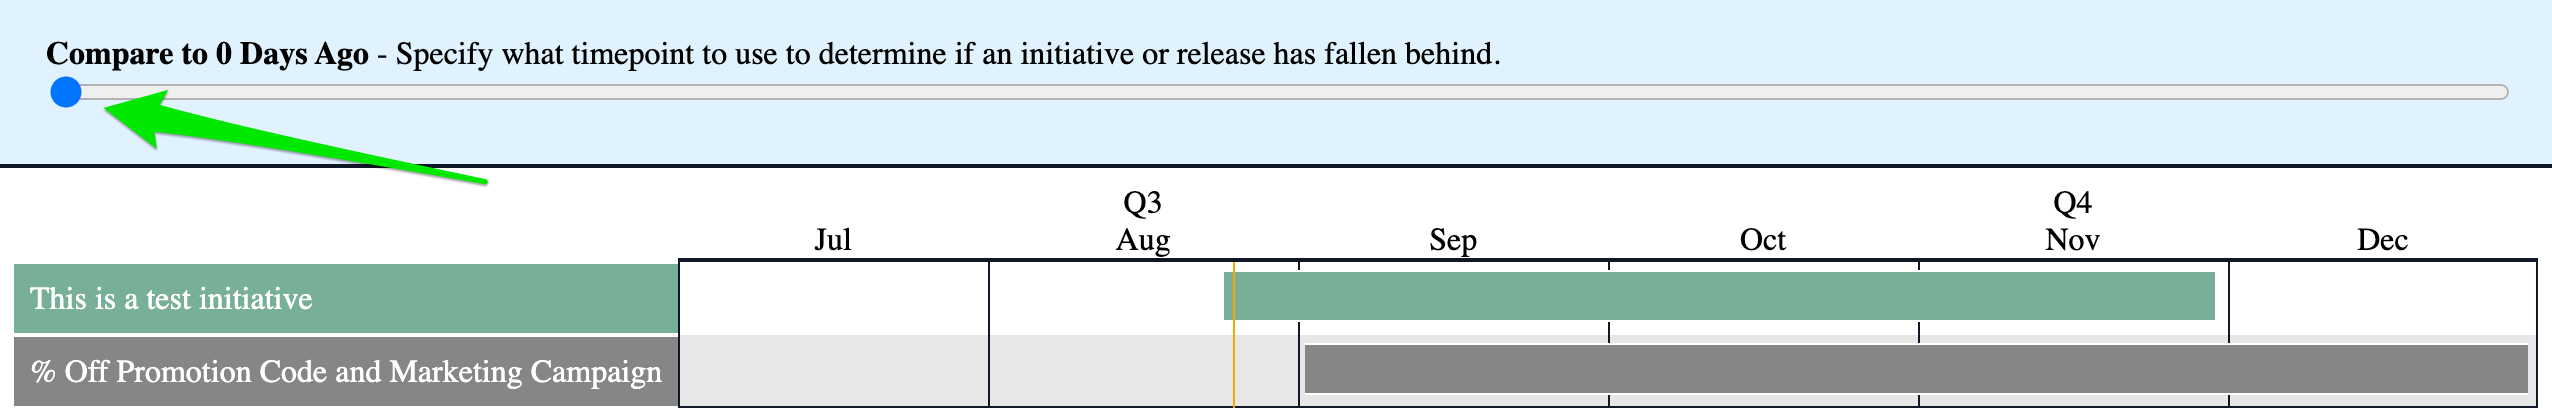 Compare to 0 Days Ago - Specify what timepoint to use to determine if an initiative or release has fallen behind.
Q3 Q4
Jul Aug Sep Oct Nov Dec
This is a test initiative
% Off Promotion Code and Marketing Campaign